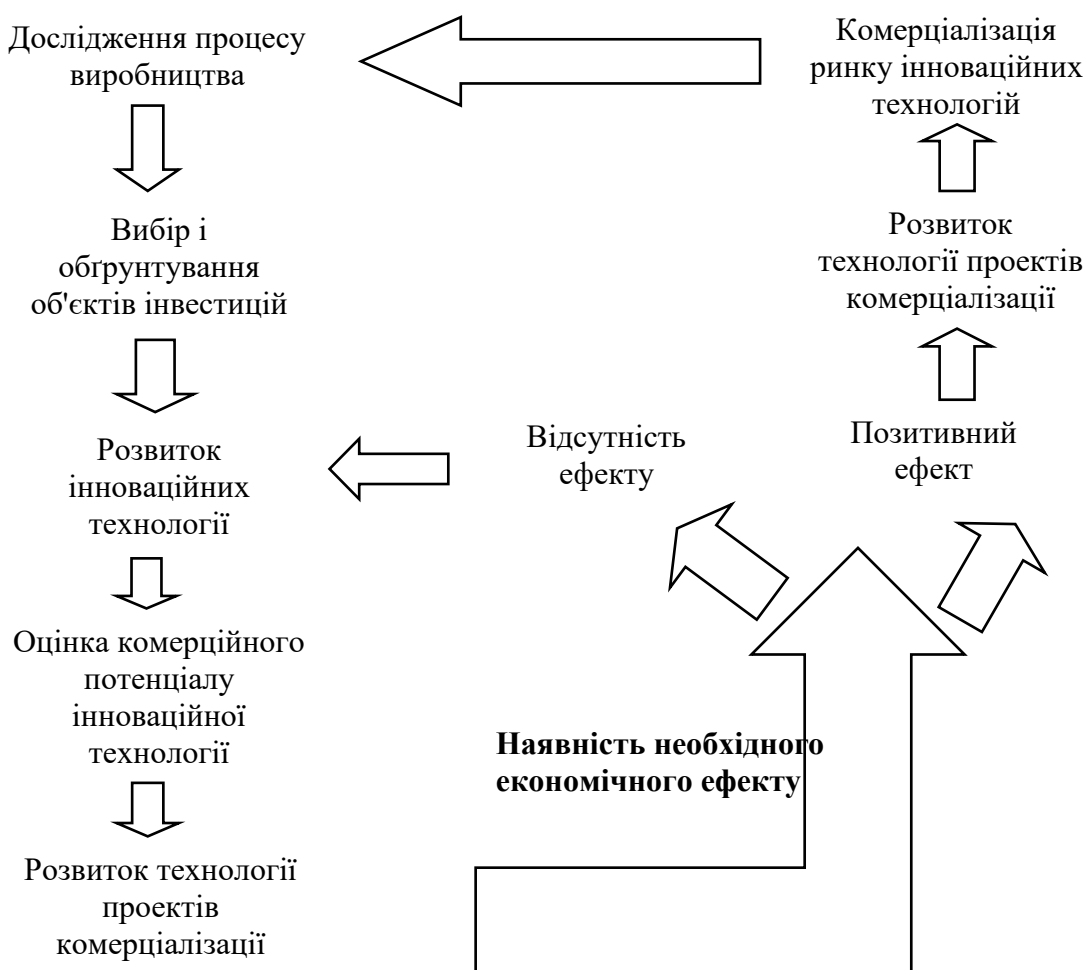 Дослідження процесу
виробництва
Вибір і
обґрунтування
об'єктів інвестицій
Розвиток
інноваційних
технології
Оцінка комерційного
потенціалу
інноваційної
технології
Розвиток технології
проектів
комерціалізації
Наявність необхідного
економічного ефекту
Відсутність
ефекту
Позитивний
ефект
Розвиток
технології проектів
комерціалізації
Комерціалізація
ринку інноваційних
технологій